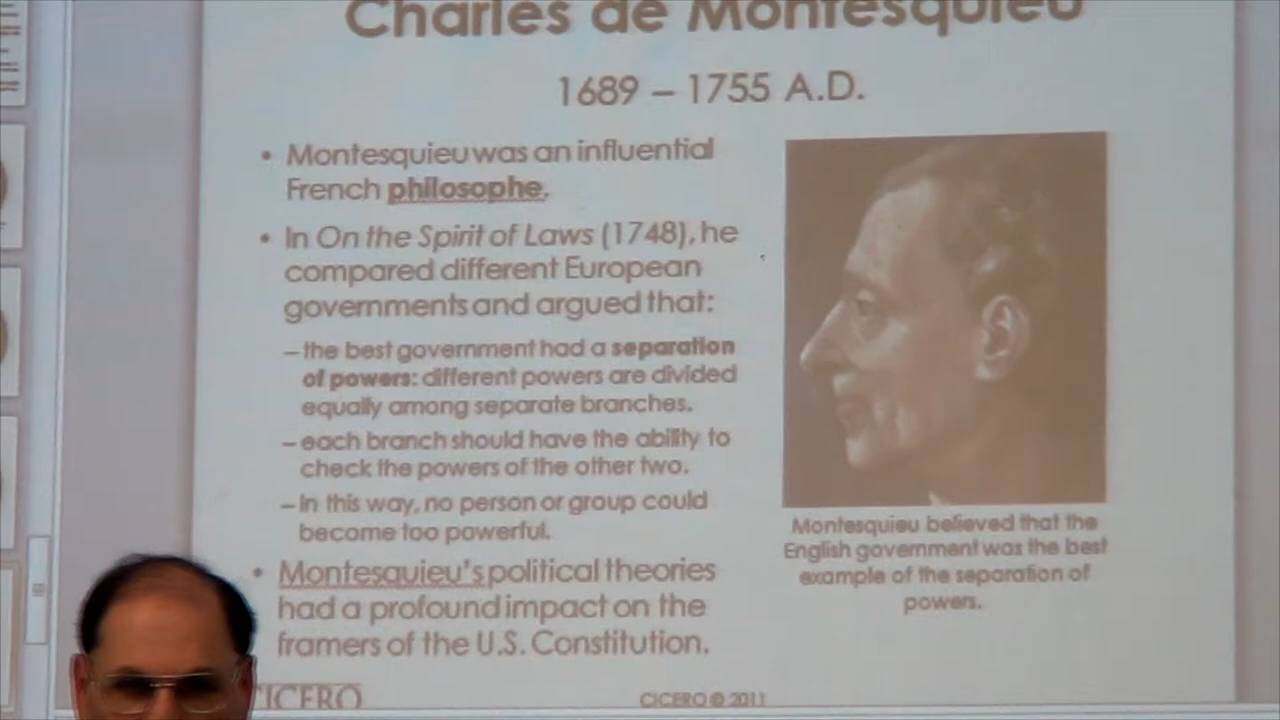 Charles de Montesquieu
1689 – 1755 A.D.
• Montesquieu was an influential
French philosophe.
• In On the Spirit of Laws (1748), he
compared different European
governments and argued that:
– the best government had a separation
of powers: different powers are divided
equally among separate branches.
– each branch should have the ability to
check the powers of the other two.
– In this way, no person or group could
become too powerful.
• Montesquieu's political theories
had a profound impact on the
framers of the U.S. Constitution.
Montesquieu believed that the
English government was the best
example of the separation of
powers.
CICERO
CICERO © 2011